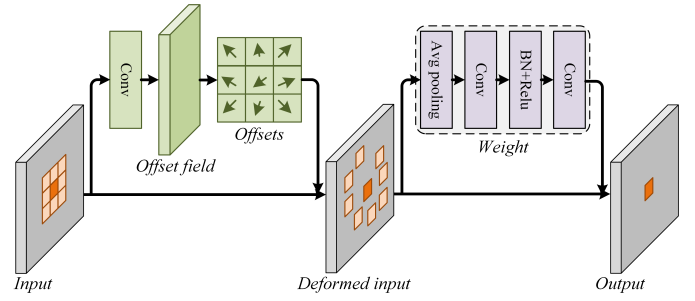 Conv
Offset field
Offsets
Avg pooling
Conv
BN+Relu
Conv
Weight
Input
Deformed input
Output